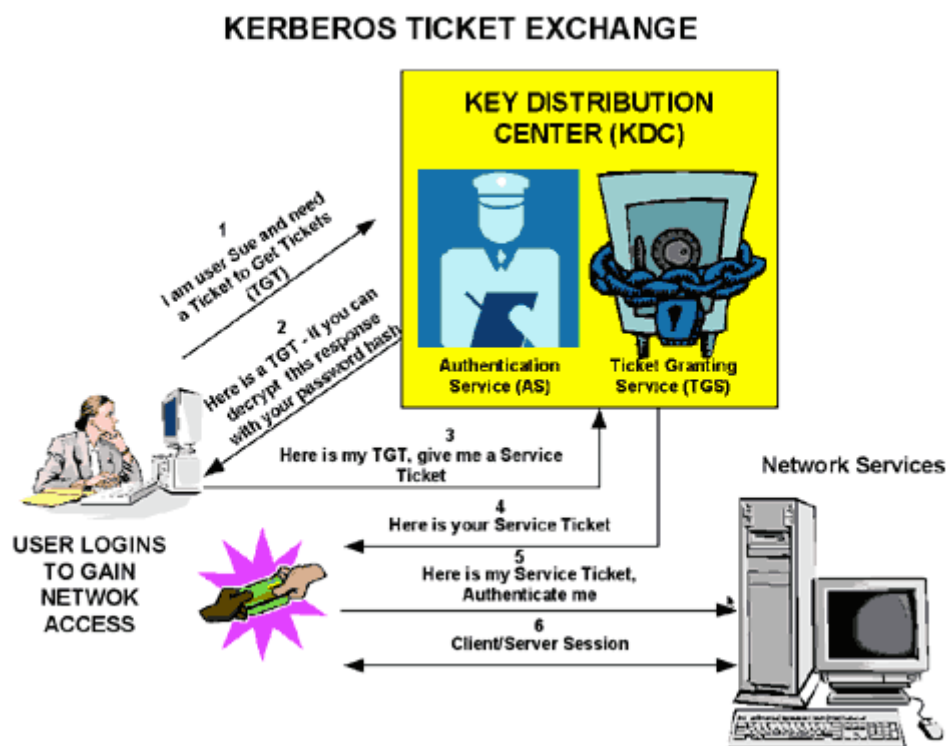 KERBEROS TICKET EXCHANGE
KEY DISTRIBUTION
CENTER (KDC)
Authentication
Service (AS)
Ticket Granting
Service (TGS)
1
I am user Sue and need
a Ticket to Get Tickets
(TGT)
2
Here is a TGT - if you can
decrypt this response
with your password hash
3
Here is my TGT, give me a Service
Ticket
4
Here is your Service Ticket
5
Here is my Service Ticket,
Authenticate me
6
Client/Server Session
USER LOGINS
TO GAIN
NETWOK
ACCESS
Network Services